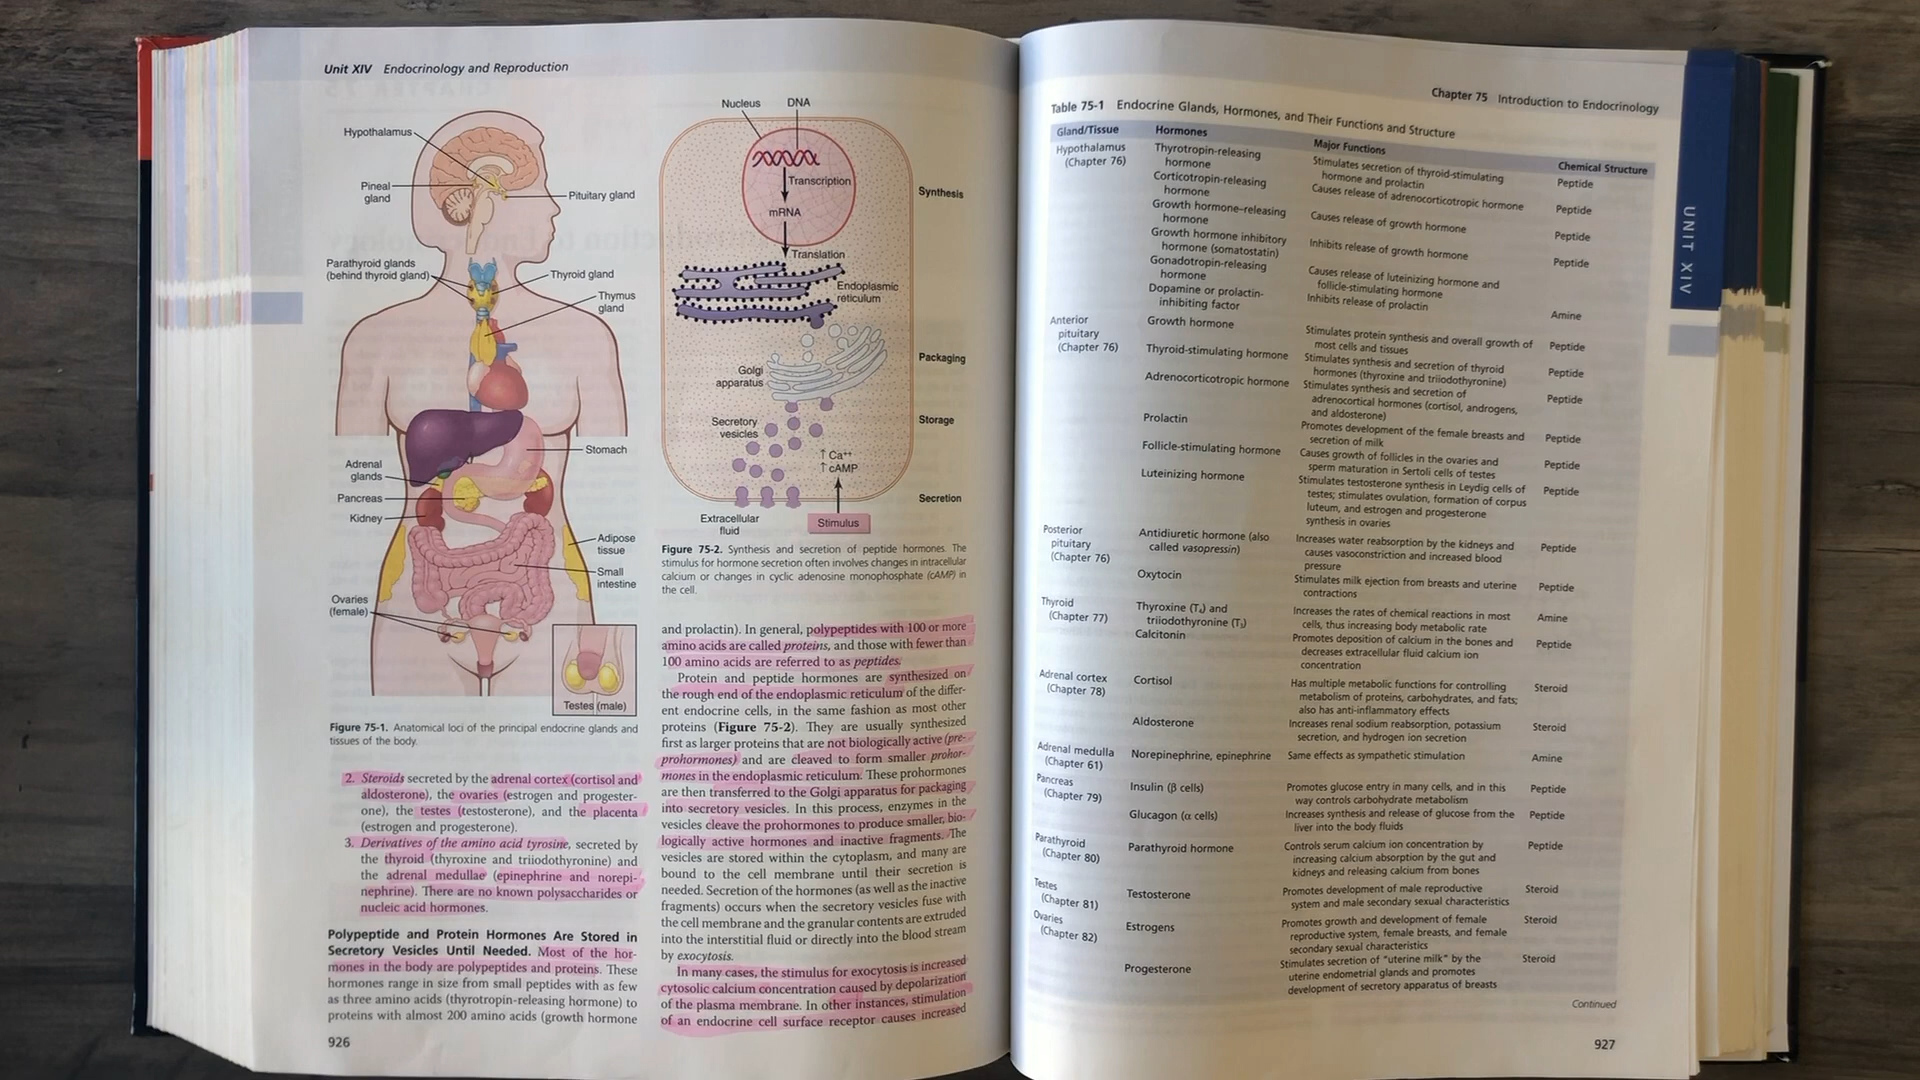 Unit XIV Endocrinology and Reproduction
Hypothalamus
Pineal
gland
Pituitary gland
Parathyroid glands
(behind thyroid gland)
Thyroid gland
Thymus
gland
Stomach
Adrenal
glands
Pancreas
Kidney
Adipose
tissue
Small
intestine
Ovaries
(female)
Testes (male)
Figure 75-1. Anatomical loci of the principal endocrine glands and
tissues of the body.
2. Steroids secreted by the adrenal cortex (cortisol and
aldosterone), the ovaries (estrogen and progester-
one), the testes (testosterone), and the placenta
(estrogen and progesterone).
3. Derivatives of the amino acid tyrosine, secreted by
the thyroid (thyroxine and triiodothyronine) and
the adrenal medullae (epinephrine and norepi-
nephrine). There are no known polysaccharides or
nucleic acid hormones.
Polypeptide and Protein Hormones Are Stored in
Secretory Vesicles Until Needed. Most of the hor-
mones in the body are polypeptides and proteins. These
hormones range in size from small peptides with as few
as three amino acids (thyrotropin-releasing hormone) to
proteins with almost 200 amino acids (growth hormone
926
Nucleus DNA
Transcription
mRNA
Translation
Endoplasmic
reticulum
Golgi
apparatus
Secretory
vesicles
↑ Ca++
↑ cAMP
Extracellular
fluid
Stimulus
Synthesis
Packaging
Storage
Secretion
Figure 75-2. Synthesis and secretion of peptide hormones. The
stimulus for hormone secretion often involves changes in intracellular
calcium or changes in cyclic adenosine monophosphate (cAMP) in
the cell.
and prolactin). In general, polypeptides with 100 or more
amino acids are called proteins, and those with fewer than
100 amino acids are referred to as peptides.
Protein and peptide hormones are synthesized on
the rough end of the endoplasmic reticulum of the differ-
ent endocrine cells, in the same fashion as most other
proteins (Figure 75-2). They are usually synthesized
first as larger proteins that are not biologically active (pre-
prohormones) and are cleaved to form smaller prohor-
mones in the endoplasmic reticulum. These prohormones
are then transferred to the Golgi apparatus for packaging
into secretory vesicles. In this process, enzymes in the
vesicles cleave the prohormones to produce smaller, bio-
logically active hormones and inactive fragments. The
vesicles are stored within the cytoplasm, and many are
bound to the cell membrane until their secretion is
needed. Secretion of the hormones (as well as the inactive
fragments) occurs when the secretory vesicles fuse with
the cell membrane and the granular contents are extruded
into the interstitial fluid or directly into the blood stream
by exocytosis.
In many cases, the stimulus for exocytosis is increased
cytosolic calcium concentration caused by depolarization
of the plasma membrane. In other instances, stimulation
of an endocrine cell surface receptor causes increased
Chapter 75 Introduction to Endocrinology
UNIT XIV
Table 75-1 Endocrine Glands, Hormones, and Their Functions and Structure
Gland/Tissue Hormones Major Functions Chemical Structure
Hypothalamus Thyrotropin-releasing Stimulates secretion of thyroid-stimulating Peptide
(Chapter 76) hormone hormone and prolactin
Corticotropin-releasing Causes release of adrenocorticotropic hormone Peptide
hormone
Growth hormone–releasing Causes release of growth hormone Peptide
hormone
Growth hormone inhibitory Inhibits release of growth hormone Peptide
hormone (somatostatin)
Gonadotropin-releasing Causes release of luteinizing hormone and
hormone follicle-stimulating hormone
Dopamine or prolactin- Inhibits release of prolactin Amine
inhibiting factor
Anterior Growth hormone Stimulates protein synthesis and overall growth of Peptide
pituitary most cells and tissues
(Chapter 76) Thyroid-stimulating hormone Stimulates synthesis and secretion of thyroid Peptide
hormones (thyroxine and triiodothyronine)
Adrenocorticotropic hormone Stimulates synthesis and secretion of Peptide
adrenocortical hormones (cortisol, androgens,
and aldosterone)
Prolactin Promotes development of the female breasts and Peptide
secretion of milk
Follicle-stimulating hormone Causes growth of follicles in the ovaries and Peptide
sperm maturation in Sertoli cells of testes
Luteinizing hormone Stimulates testosterone synthesis in Leydig cells of Peptide
testes; stimulates ovulation, formation of corpus
luteum, and estrogen and progesterone
synthesis in ovaries
Posterior Antidiuretic hormone (also Increases water reabsorption by the kidneys and Peptide
pituitary called vasopressin) causes vasoconstriction and increased blood
(Chapter 76) pressure
Oxytocin Stimulates milk ejection from breasts and uterine Peptide
contractions
Thyroid Thyroxine (T4) and Increases the rates of chemical reactions in most Amine
(Chapter 77) triiodothyronine (T3) cells, thus increasing body metabolic rate
Calcitonin Promotes deposition of calcium in the bones and Peptide
decreases extracellular fluid calcium ion
concentration
Adrenal cortex Cortisol Has multiple metabolic functions for controlling Steroid
(Chapter 78) metabolism of proteins, carbohydrates, and fats;
also has anti-inflammatory effects
Aldosterone Increases renal sodium reabsorption, potassium Steroid
secretion, and hydrogen ion secretion
Adrenal medulla Norepinephrine, epinephrine Same effects as sympathetic stimulation Amine
(Chapter 61)
Pancreas Insulin (β cells) Promotes glucose entry in many cells, and in this Peptide
(Chapter 79) way controls carbohydrate metabolism
Glucagon (α cells) Increases synthesis and release of glucose from the Peptide
liver into the body fluids
Parathyroid Parathyroid hormone Controls serum calcium ion concentration by Peptide
(Chapter 80) increasing calcium absorption by the gut and
kidneys and releasing calcium from bones
Testes Testosterone Promotes development of male reproductive Steroid
(Chapter 81) system and male secondary sexual characteristics
Ovaries Estrogens Promotes growth and development of female Steroid
(Chapter 82) reproductive system, female breasts, and female
secondary sexual characteristics
Progesterone Stimulates secretion of "uterine milk" by the Steroid
uterine endometrial glands and promotes
development of secretory apparatus of breasts
Continued
927